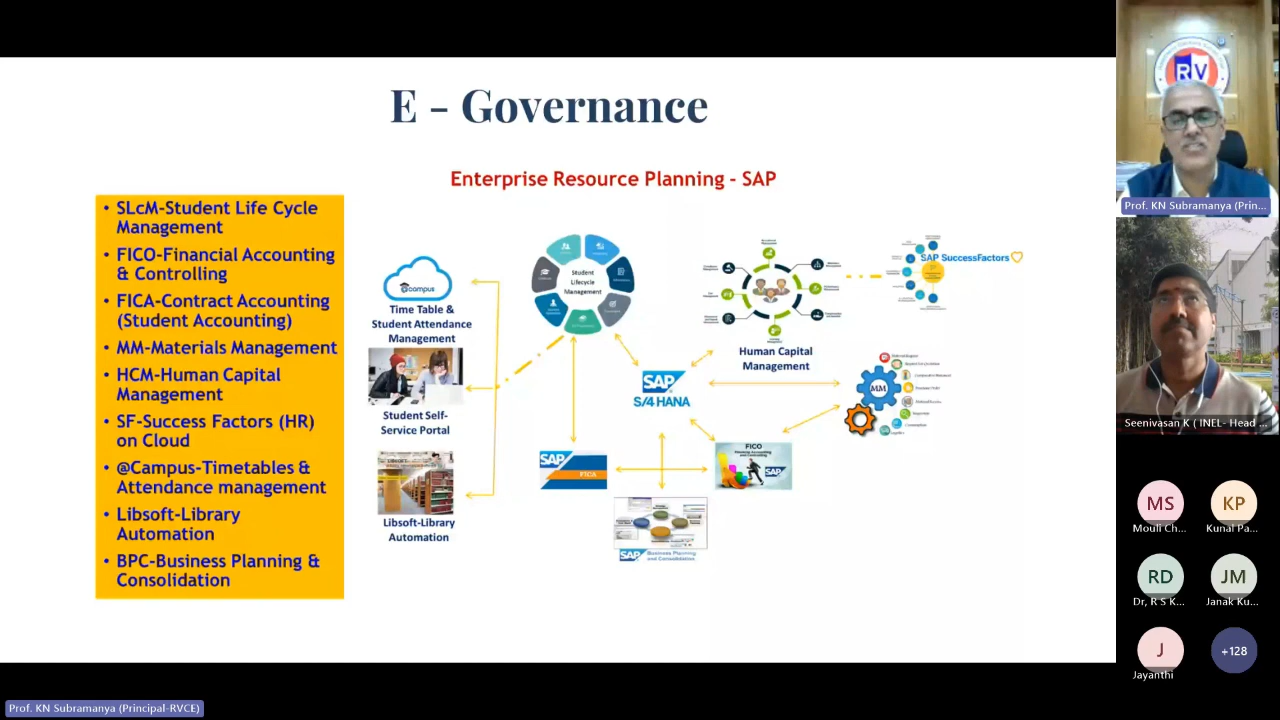 E – Governance
Enterprise Resource Planning - SAP
• SLcM-Student Life Cycle
Management
• FICO-Financial Accounting
& Controlling
• FICA-Contract Accounting
(Student Accounting)
• MM-Materials Management
• HCM-Human Capital
Management
• SF-Success Factors (HR)
on Cloud
• @Campus-Timetables &
Attendance management
• Libsoft-Library
Automation
• BPC-Business Planning &
Consolidation
@campus
Time Table &
Student Attendance
Management
Student Self-
Service Portal
Libsoft-Library
Automation
Student
Lifecycle
Management
SAP
FICA
SAP
S/4 HANA
Human Capital
Management
SAP SuccessFactors
MM
FICO
SAP
SAP Business Planning
and Consolidation
RV
Prof. KN Subramanya (Prin...
Seenivasan K ( INEL- Head ...
MS
Mouli Ch...
KP
Kunal Pa...
RD
Dr, R S K...
JM
Janak Ku...
J
Jayanthi
+128
Prof. KN Subramanya (Principal-RVCE)